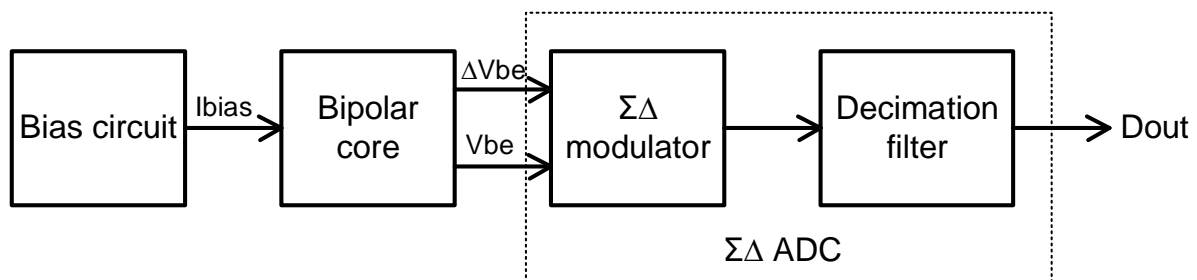 Bias circuit
Ibias
Bipolar
core
ΔVbe
Vbe
ΣΔ
modulator
Decimation
filter
Dout
ΣΔ ADC